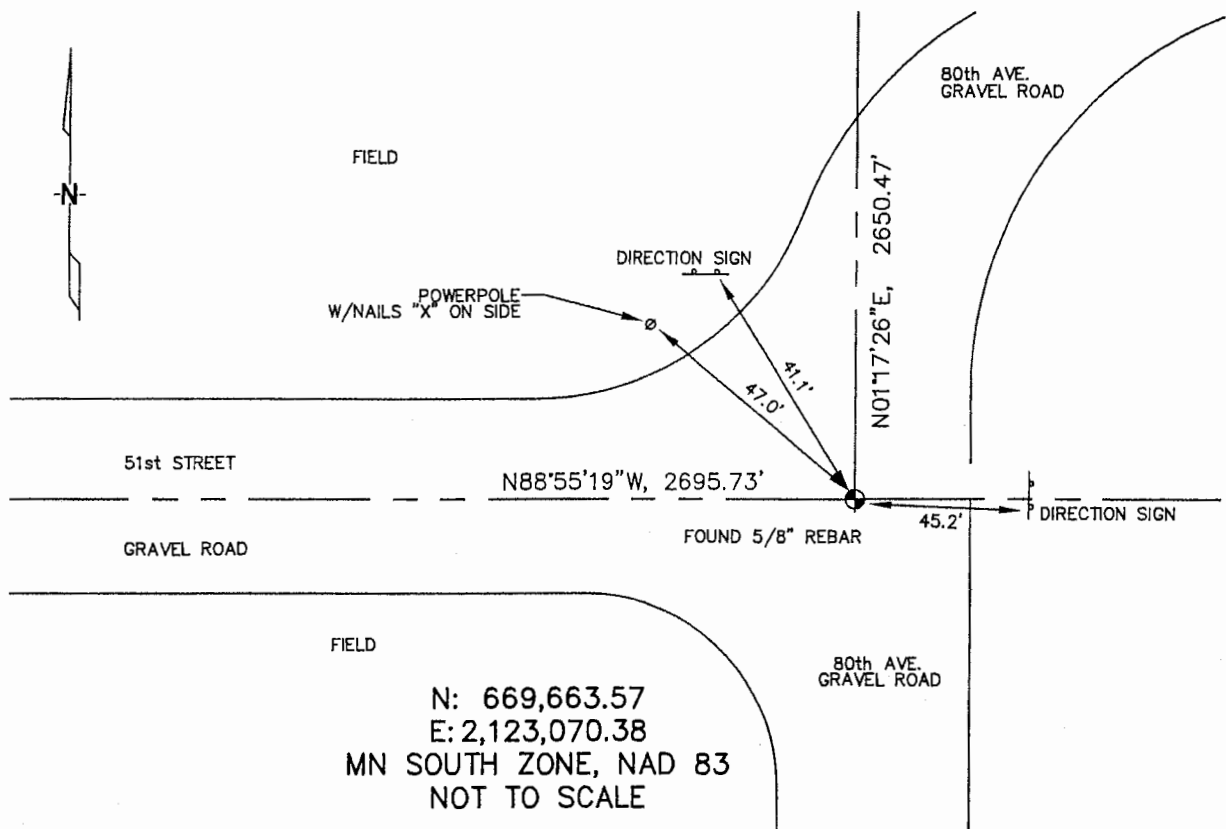 80th AVE.
GRAVEL ROAD
FIELD
N
N01°17'26"E, 2650.47'
DIRECTION SIGN
POWERPOLE
W/NAILS "X" ON SIDE
41.1'
47.0'
51st STREET
N88°55'19"W, 2695.73'
45.2'
DIRECTION SIGN
FOUND 5/8" REBAR
GRAVEL ROAD
FIELD
80th AVE.
GRAVEL ROAD
N: 669,663.57
E: 2,123,070.38
MN SOUTH ZONE, NAD 83
NOT TO SCALE